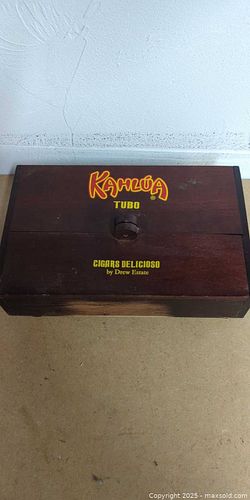 KAHLÚA
®
TUBO
CIGARS DELICIOSO
by Drew Estate
Copyright 2025 - maxsold.com